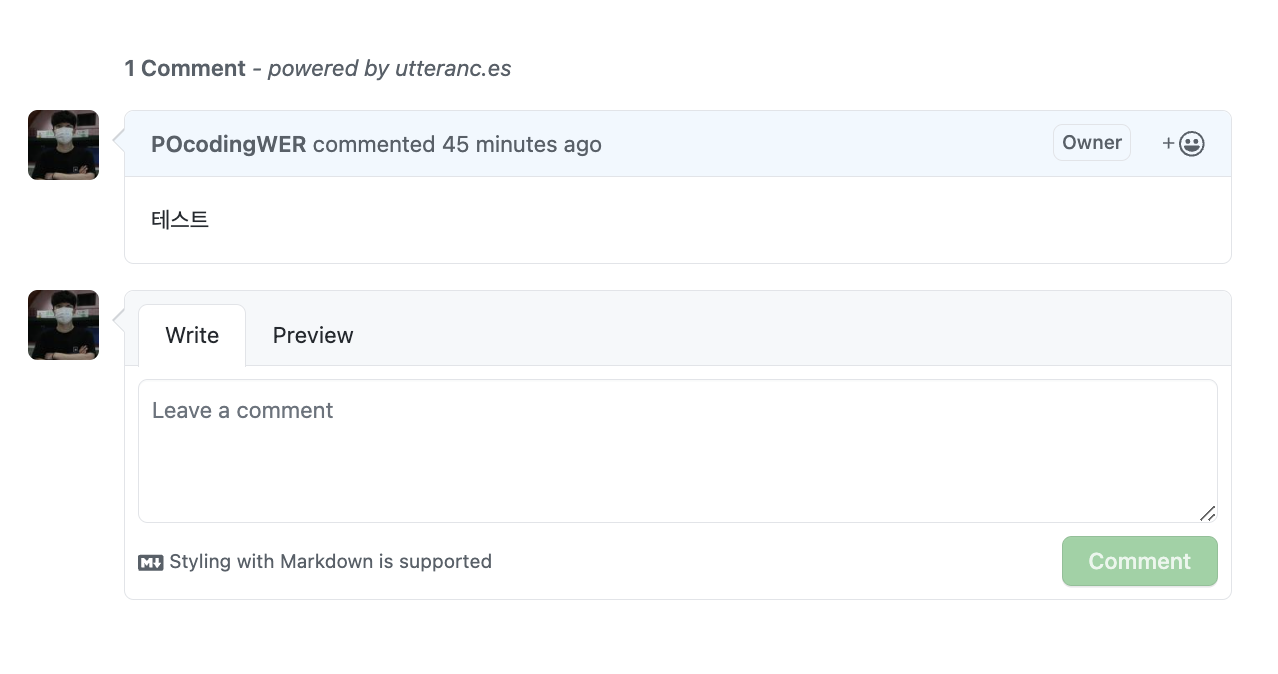 1 Comment - powered by utteranc.es
POcodingWER commented 45 minutes ago Owner +
테스트
Write Preview
Leave a comment
M Styling with Markdown is supported Comment